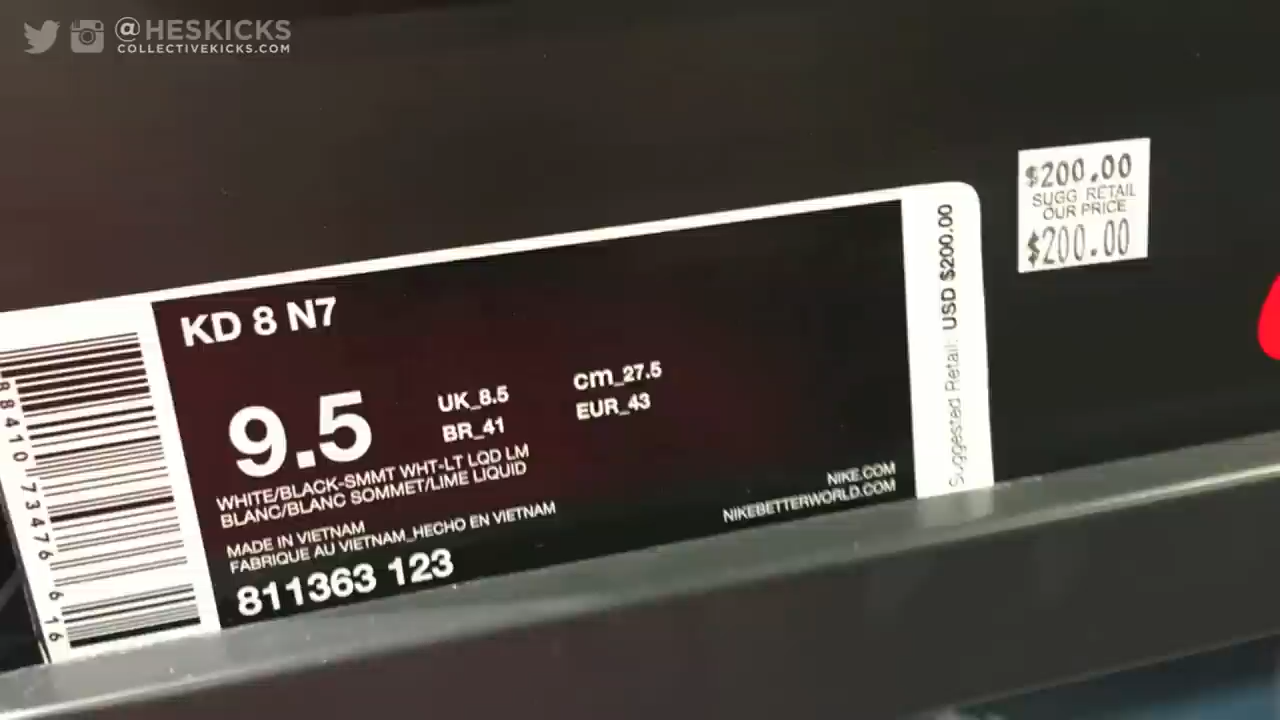 @HESKICKS
COLLECTIVEKICKS.COM
$200.00
SUGG RETAIL
OUR PRICE
$200.00
KD 8 N7
9.5
UK_8.5
cm_27.5
BR_41
EUR_43
WHITE/BLACK-SMMT WHT-LT LQD LM
BLANC/BLANC SOMMET/LIME LIQUID
MADE IN VIETNAM
FABRIQUE AU VIETNAM_HECHO EN VIETNAM
811363 123
NIKE.COM
NIKEBETTERWORLD.COM
Suggested Retail: USD $200.00